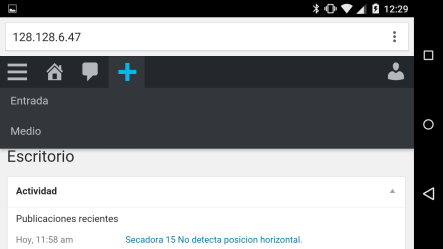 12:29
128.128.6.47
Entrada
Medio
Escritorio
Actividad
Publicaciones recientes
Hoy, 11:58 am Secadora 15 No detecta posicion horizontal.